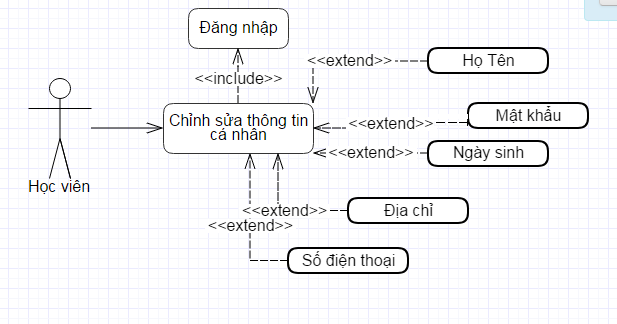 Đăng nhập
<<extend>>
Họ Tên
<<include>>
Chỉnh sửa thông tin
cá nhân
<<extend>>
Mật khẩu
<<extend>>
Ngày sinh
Học viên
<<extend>>
Địa chỉ
<<extend>>
Số điện thoại